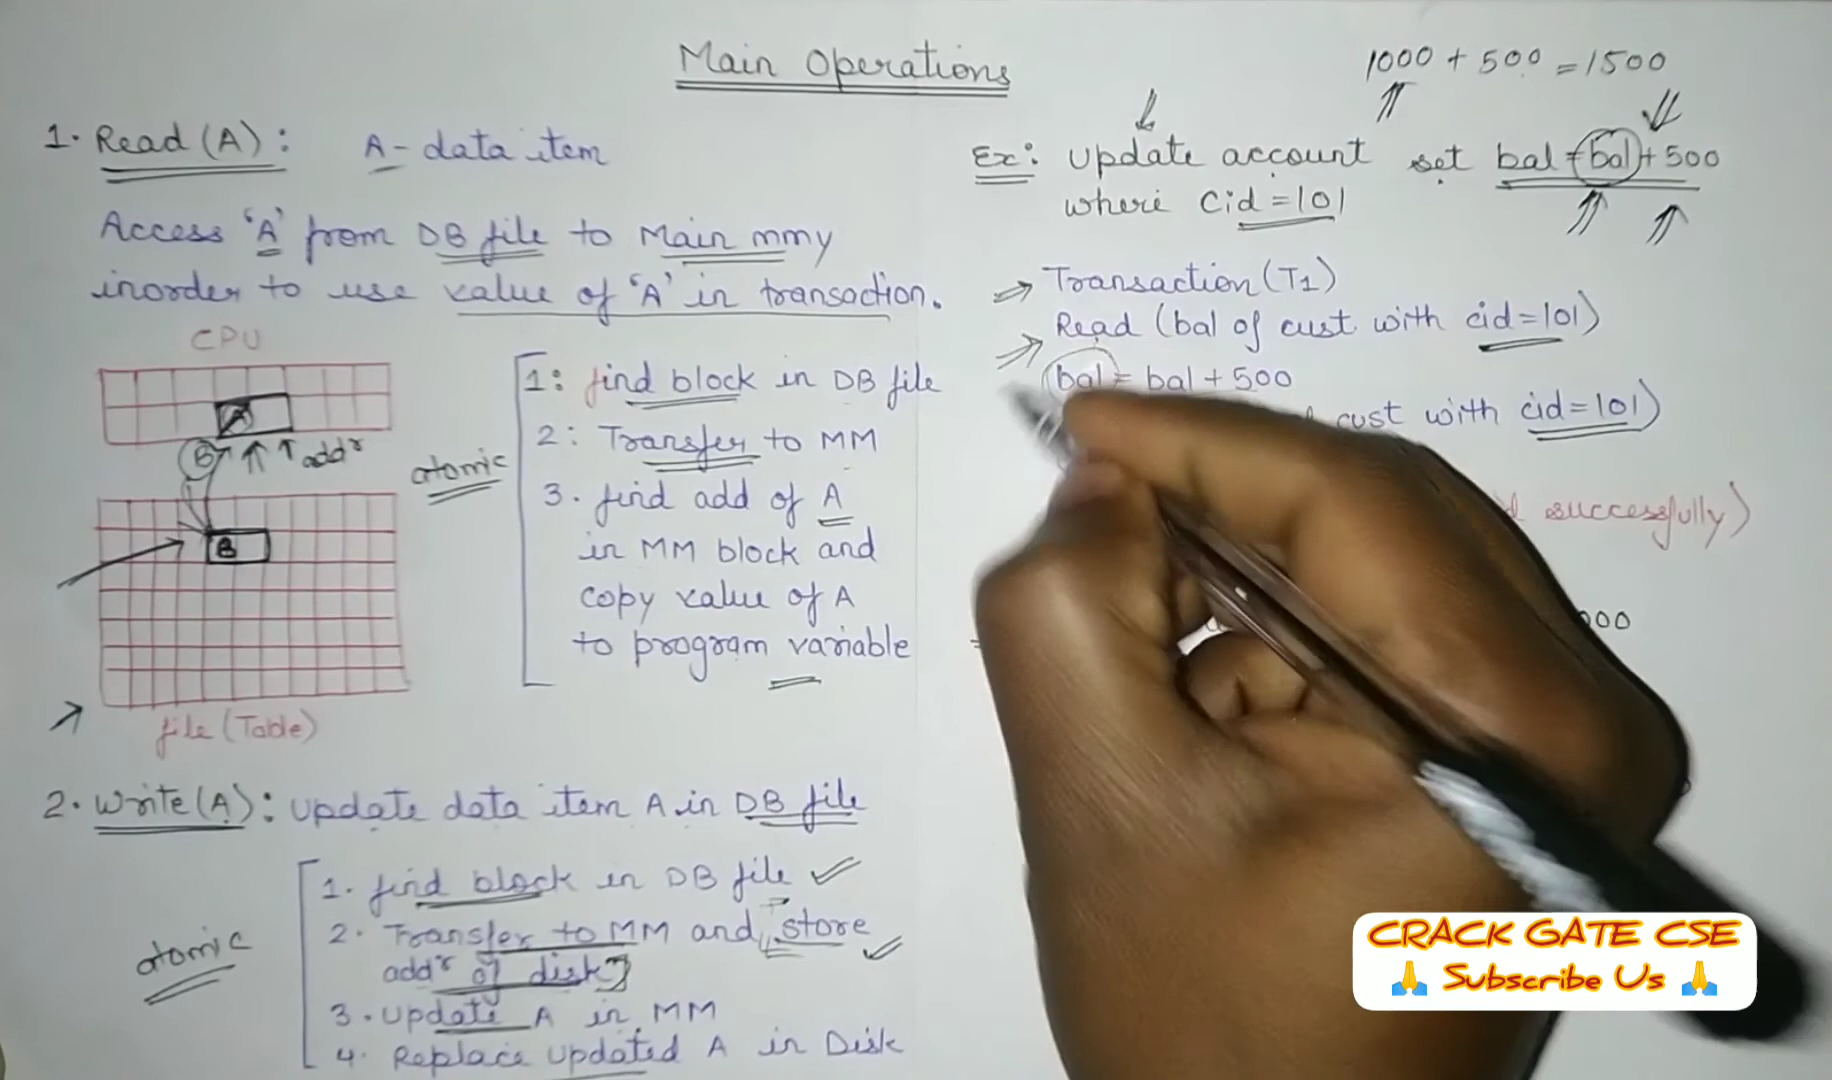 Main Operations
1000 + 500 = 1500
1. Read (A): A - data item
Access 'A' from DB file to Main mmy
inorder to use value of 'A' in transaction.
CPU
A
B
addr
B
file (Table)
atomic
1: find block in DB file
2: Transfer to MM
3. find add of A
in MM block and
copy value of A
to program variable
2. Write (A): Update data item A in DB file
atomic
1. find block in DB file
2. Transfer to MM and store
addr of disk
3. Update A in MM
4. Replace updated A in Disk
Ex: Update account set bal = bal + 500
where cid = 101
Transaction (T1)
Read (bal of cust with cid = 101)
bal = bal + 500
cust with cid = 101)
successfully)
CRACK GATE CSE
🙏 Subscribe Us 🙏